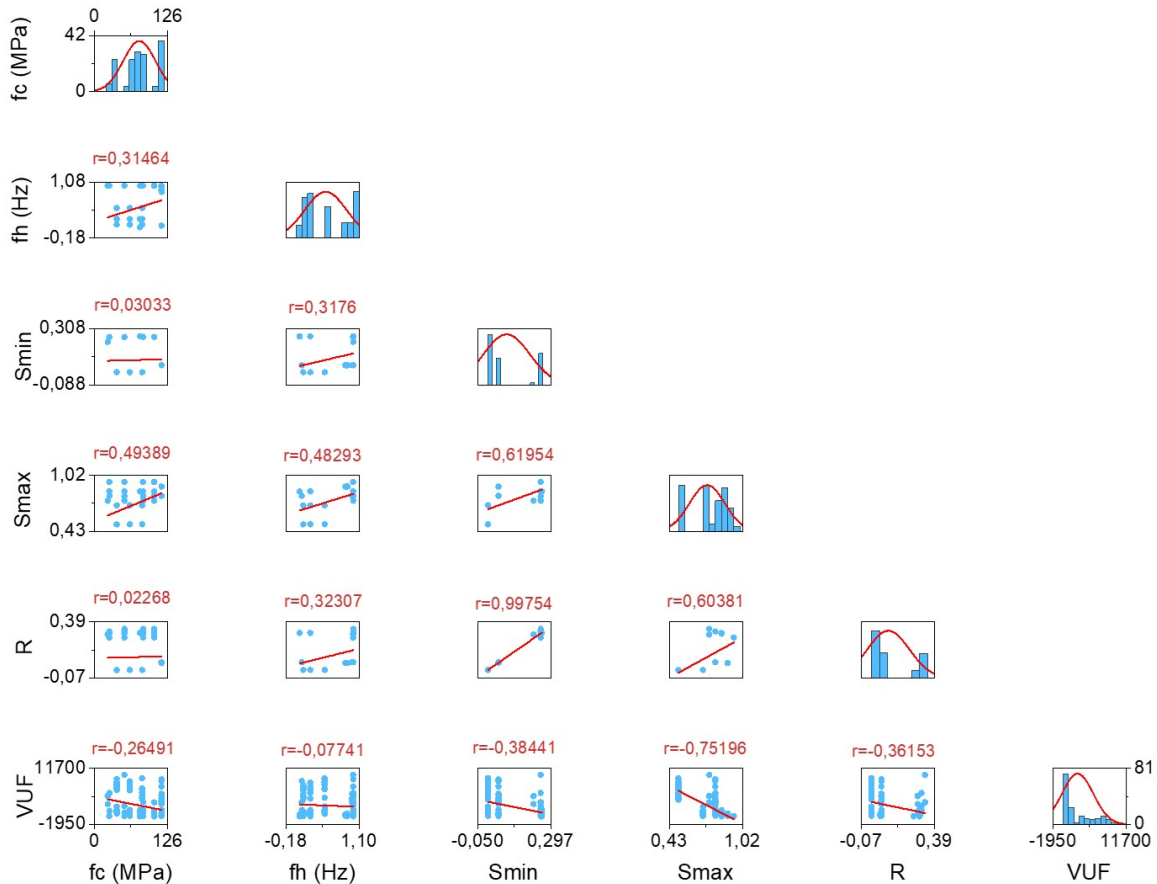 0 126
fc (MPa)
42
0
r=0,31464
fh (Hz)
1,08
-0,18
r=0,03033 r=0,3176
Smin
0,308
-0,088
r=0,49389 r=0,48293 r=0,61954
Smax
1,02
0,43
r=0,02268 r=0,32307 r=0,99754 r=0,60381
R
0,39
-0,07
r=-0,26491 r=-0,07741 r=-0,38441 r=-0,75196 r=-0,36153
VUF
11700 81
-1950 0
0 126 -0,18 1,10 -0,050 0,297 0,43 1,02 -0,07 0,39 -1950 11700
fc (MPa) fh (Hz) Smin Smax R VUF